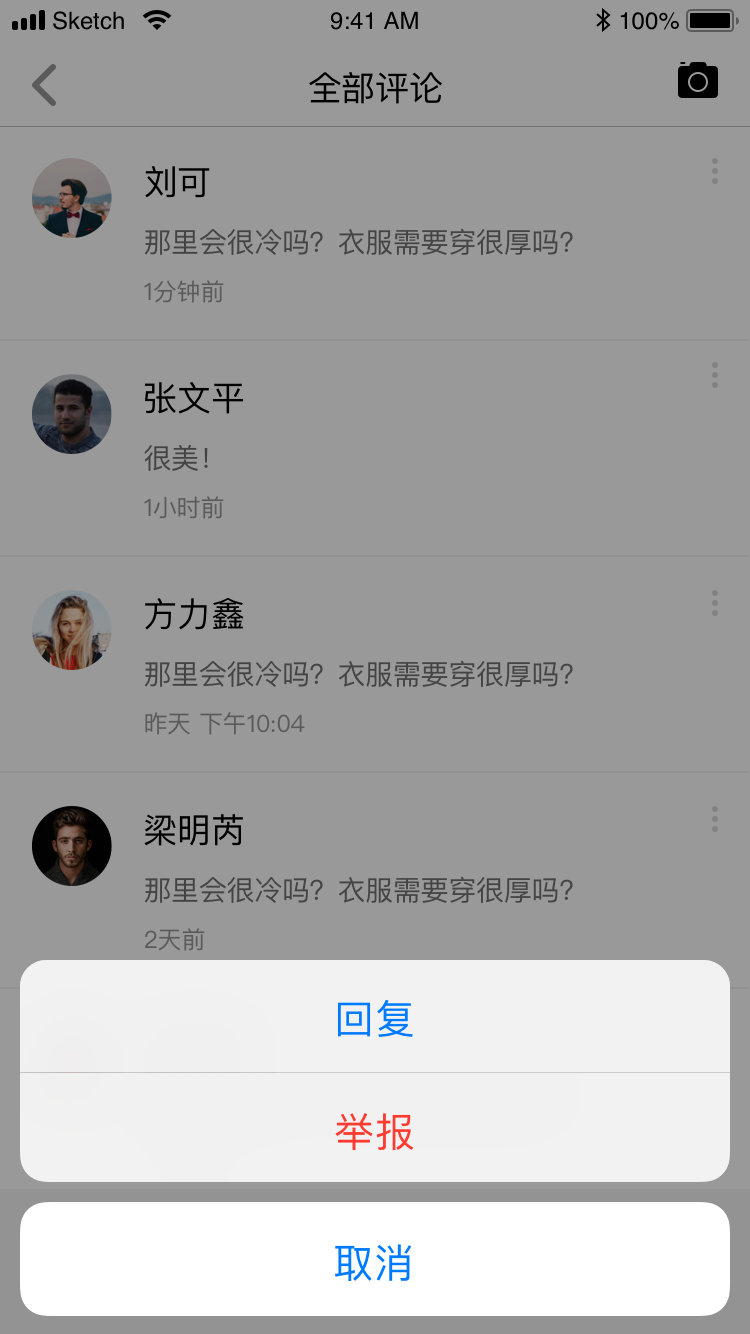 Sketch 9:41 AM 100%
全部评论
刘可
那里会很冷吗？衣服需要穿很厚吗？
1分钟前
张文平
很美！
1小时前
方力鑫
那里会很冷吗？衣服需要穿很厚吗？
昨天 下午10:04
梁明芮
那里会很冷吗？衣服需要穿很厚吗？
2天前
回复
举报
取消